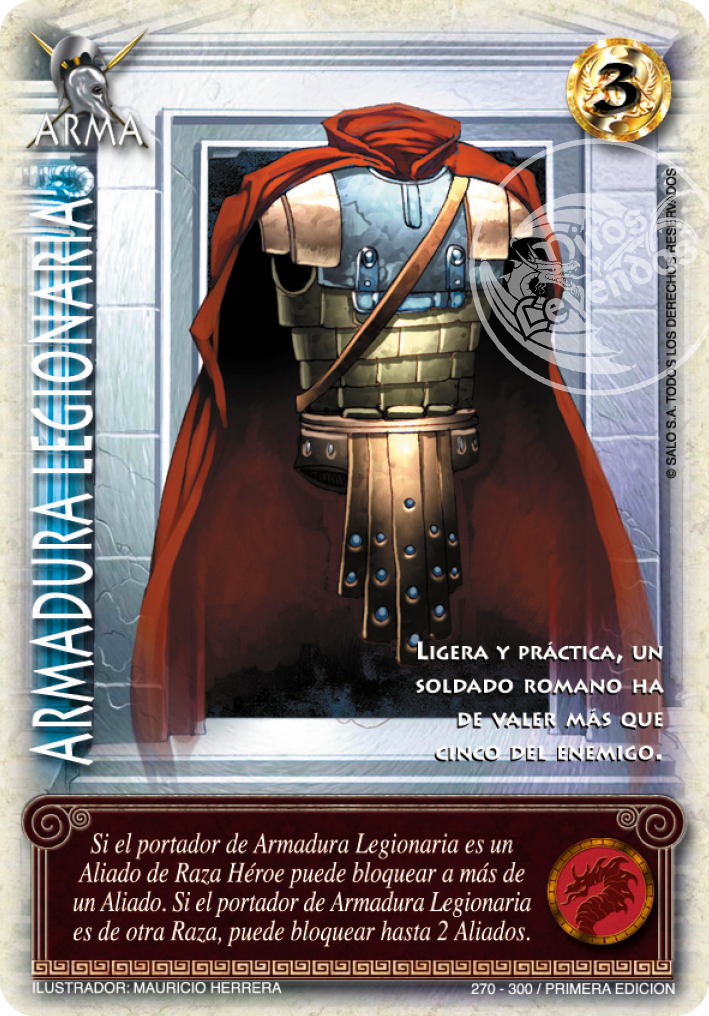 ARMA
3
ARMADURA LEGIONARIA
Mitos y Leyendas
© SALO S.A. TODOS LOS DERECHOS RESERVADOS
LIGERA Y PRÁCTICA, UN
SOLDADO ROMANO HA
DE VALER MÁS QUE
CINCO DEL ENEMIGO.
Si el portador de Armadura Legionaria es un
Aliado de Raza Héroe puede bloquear a más de
un Aliado. Si el portador de Armadura Legionaria
es de otra Raza, puede bloquear hasta 2 Aliados.
ILUSTRADOR: MAURICIO HERRERA
270 - 300 / PRIMERA EDICION